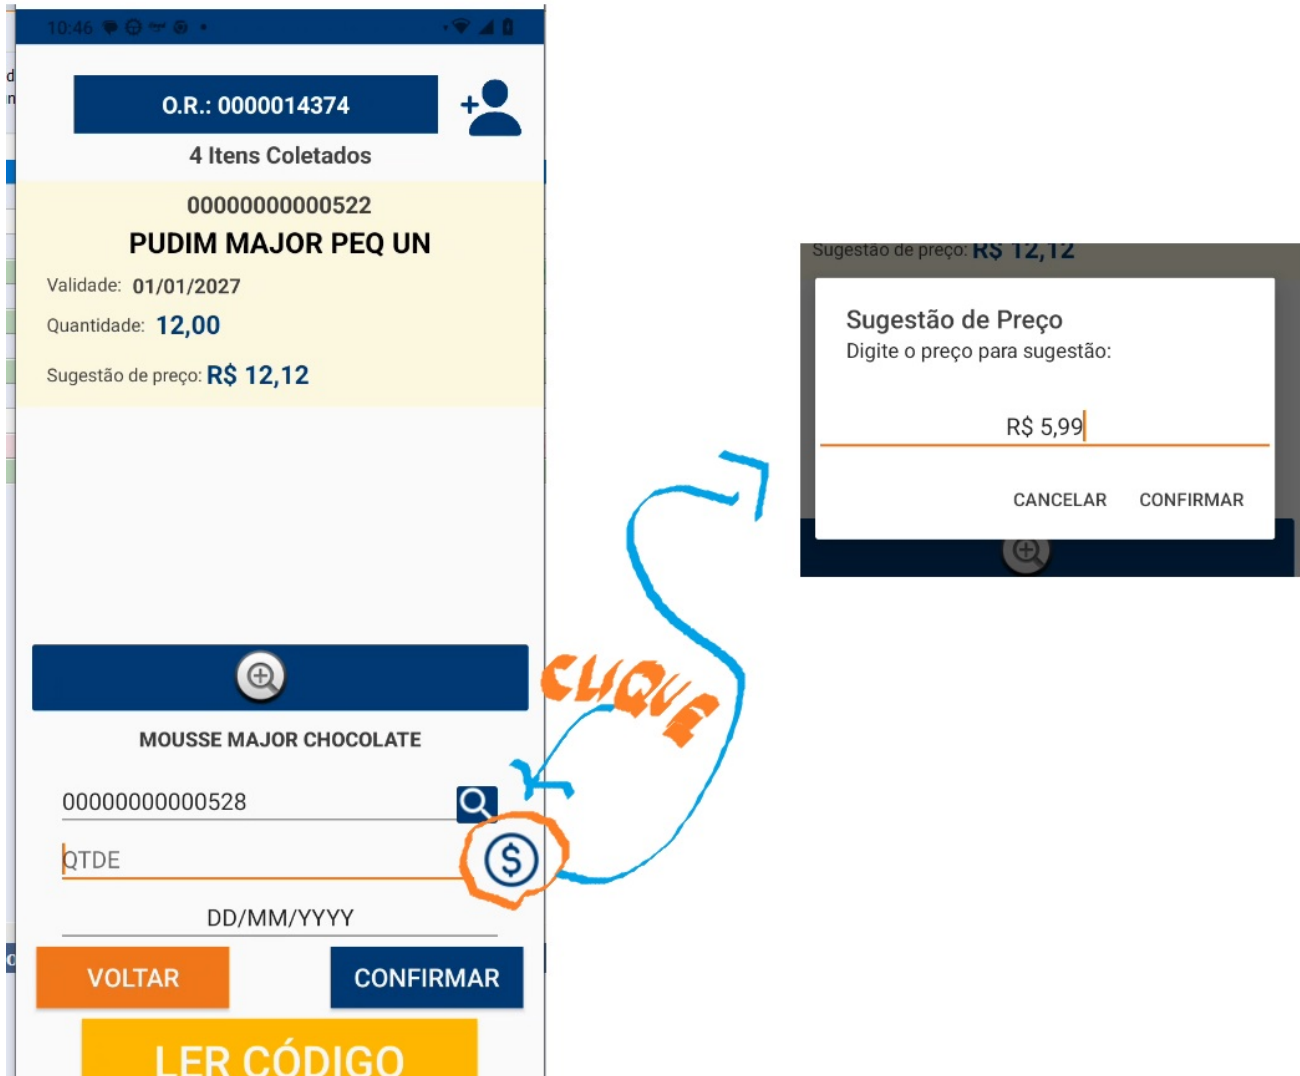 10:46
O.R.: 0000014374
4 Itens Coletados
00000000000522
PUDIM MAJOR PEQ UN
Validade: 01/01/2027
Quantidade: 12,00
Sugestão de preço: R$ 12,12
MOUSSE MAJOR CHOCOLATE
00000000000528
QTDE
$
DD/MM/YYYY
VOLTAR
CONFIRMAR
LER CÓDIGO
CLIQUE
Sugestão de preço: R$ 12,12
Sugestão de Preço
Digite o preço para sugestão:
R$ 5,99
CANCELAR
CONFIRMAR